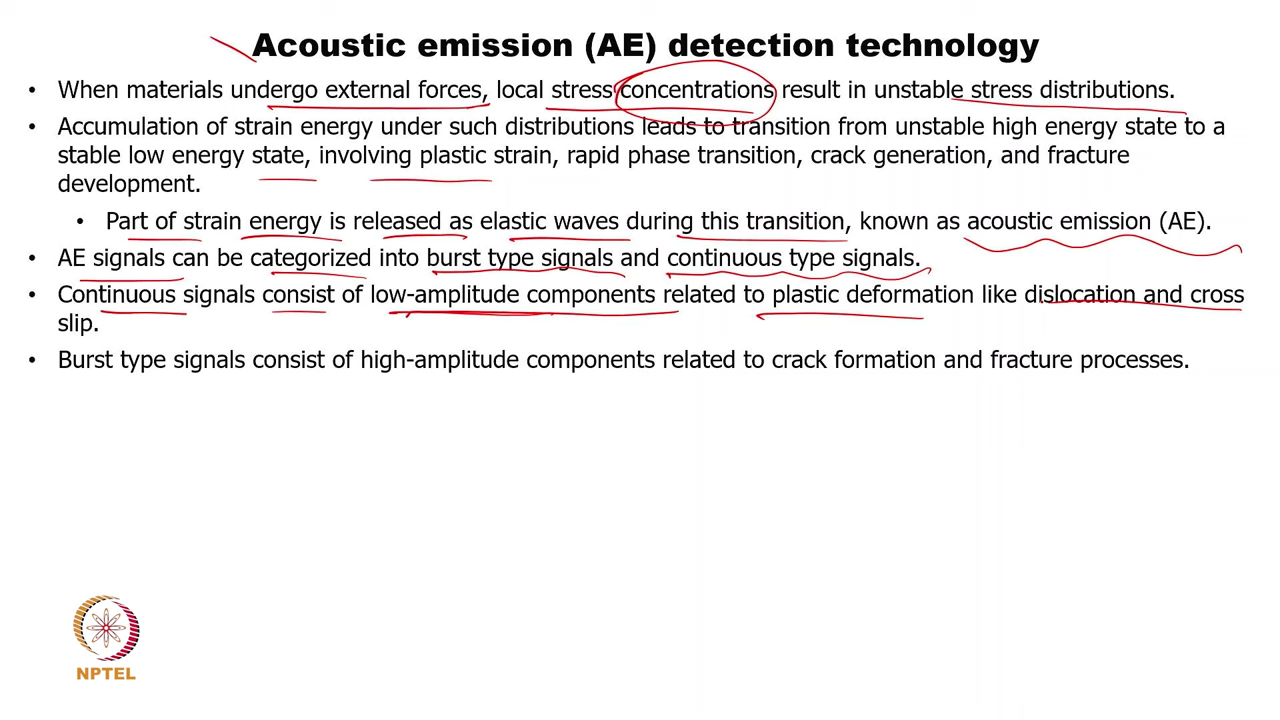 Acoustic emission (AE) detection technology
• When materials undergo external forces, local stress concentrations result in unstable stress distributions.
• Accumulation of strain energy under such distributions leads to transition from unstable high energy state to a
stable low energy state, involving plastic strain, rapid phase transition, crack generation, and fracture
development.
• Part of strain energy is released as elastic waves during this transition, known as acoustic emission (AE).
• AE signals can be categorized into burst type signals and continuous type signals.
• Continuous signals consist of low-amplitude components related to plastic deformation like dislocation and cross
slip.
• Burst type signals consist of high-amplitude components related to crack formation and fracture processes.
NPTEL